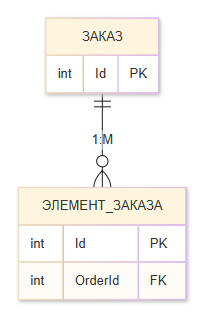 ЗАКАЗ
int Id PK
1:M
ЭЛЕМЕНТ_ЗАКАЗА
int Id PK
int OrderId FK